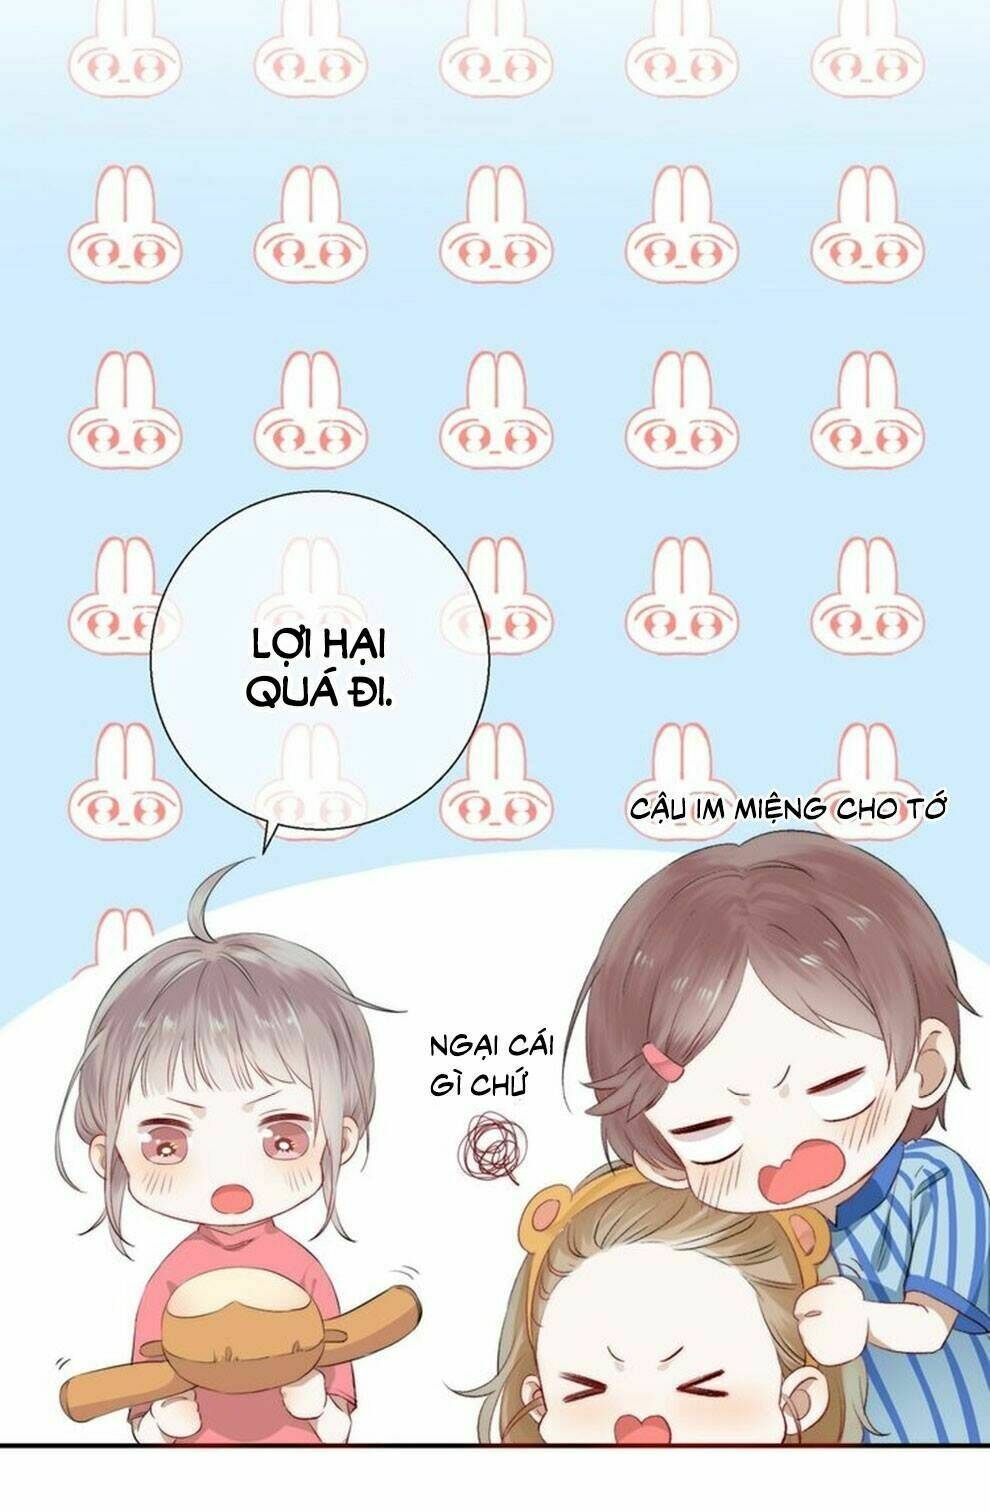 LỢI HẠI
QUÁ ĐI.
CẬU IM MIỆNG CHO TỚ
NGẠI CÁI
GÌ CHỨ